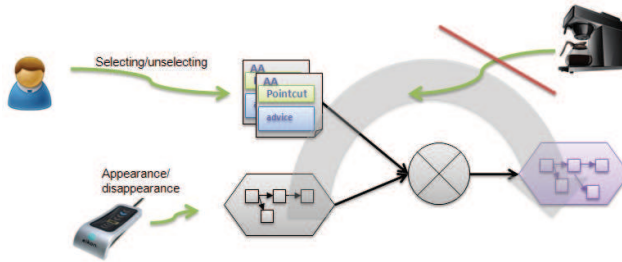 Selecting/unselecting
AA
AA
Pointcut
advice
Appearance/
disappearance